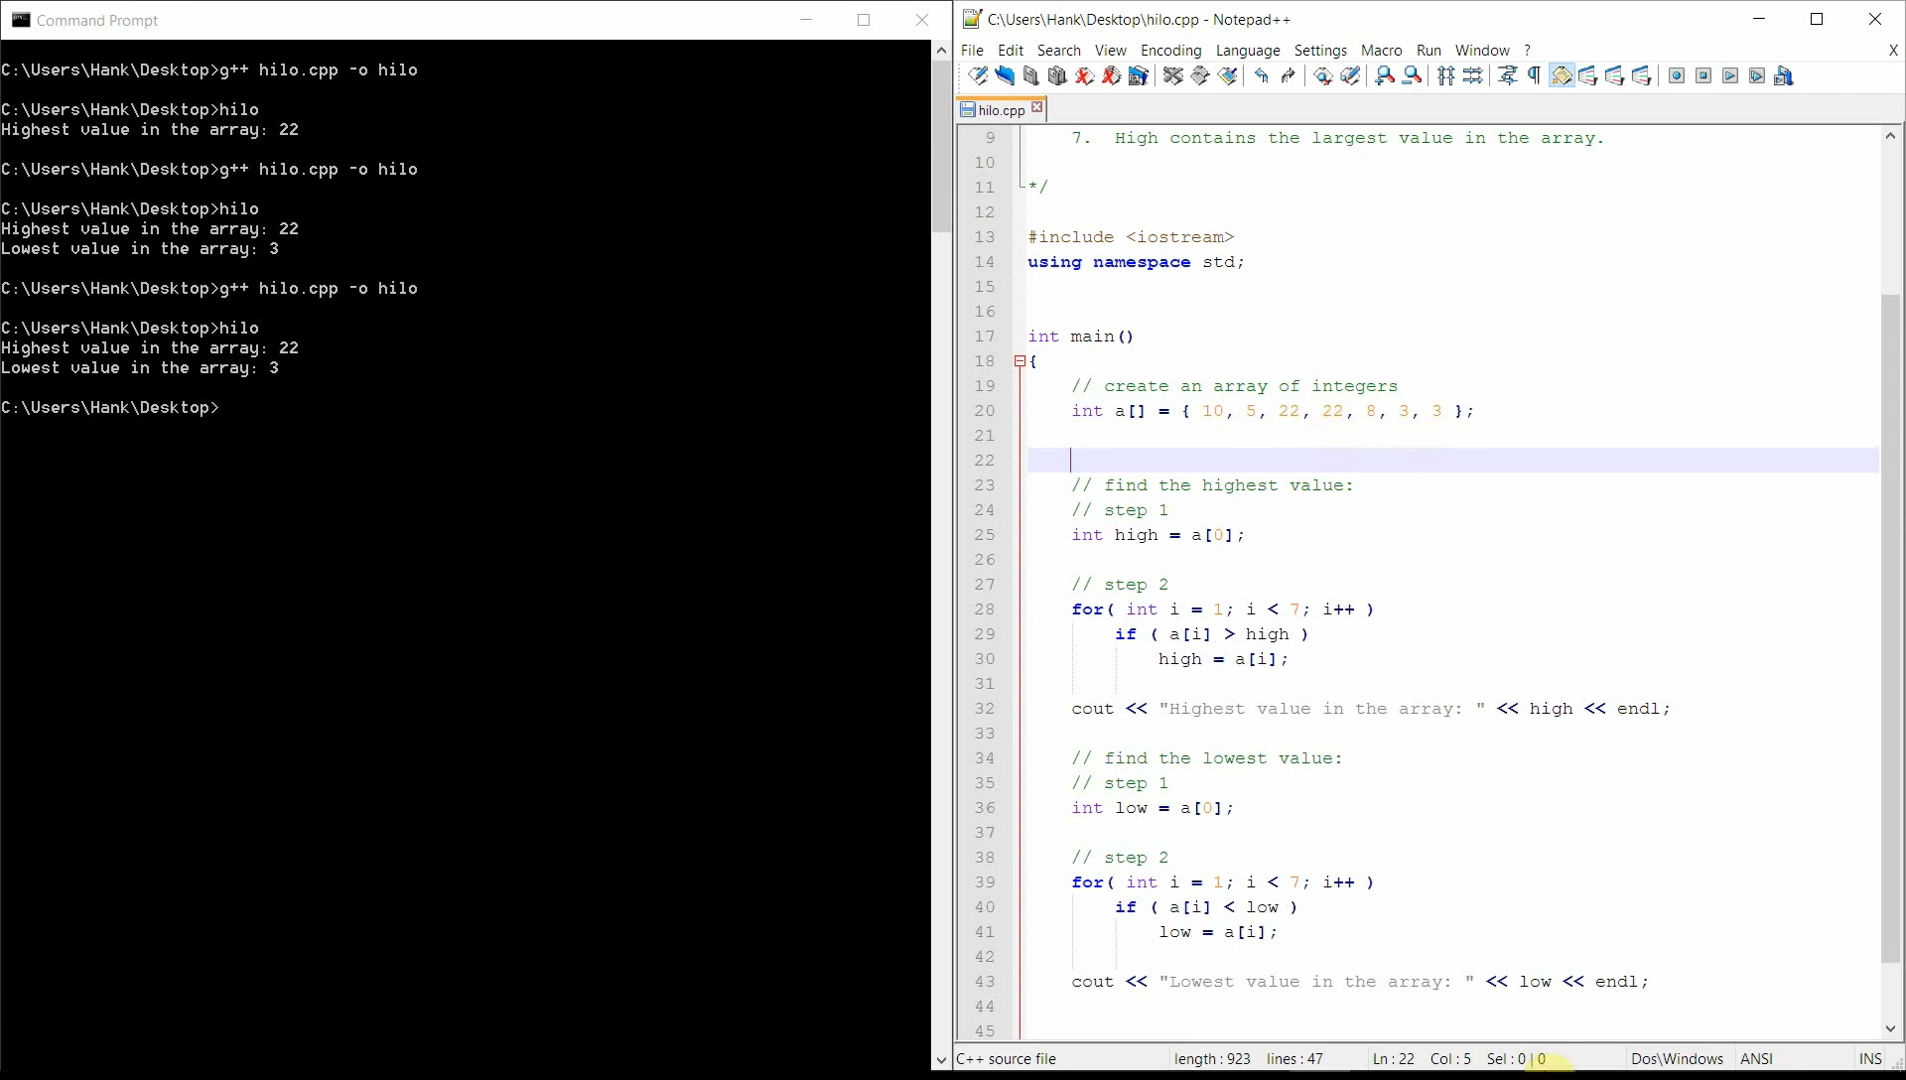 Command Prompt
C:\Users\Hank\Desktop>g++ hilo.cpp -o hilo
C:\Users\Hank\Desktop>hilo
Highest value in the array: 22
C:\Users\Hank\Desktop>g++ hilo.cpp -o hilo
C:\Users\Hank\Desktop>hilo
Highest value in the array: 22
Lowest value in the array: 3
C:\Users\Hank\Desktop>g++ hilo.cpp -o hilo
C:\Users\Hank\Desktop>hilo
Highest value in the array: 22
Lowest value in the array: 3
C:\Users\Hank\Desktop>
C:\Users\Hank\Desktop\hilo.cpp - Notepad++
File Edit Search View Encoding Language Settings Macro Run Window ? X
hilo.cpp
9 7. High contains the largest value in the array.
10
11 */
12
13 #include <iostream>
14 using namespace std;
15
16
17 int main()
18 {
19 // create an array of integers
20 int a[] = { 10, 5, 22, 22, 8, 3, 3 };
21
22
23 // find the highest value:
24 // step 1
25 int high = a[0];
26
27 // step 2
28 for( int i = 1; i < 7; i++ )
29 if ( a[i] > high )
30 high = a[i];
31
32 cout << "Highest value in the array: " << high << endl;
33
34 // find the lowest value:
35 // step 1
36 int low = a[0];
37
38 // step 2
39 for( int i = 1; i < 7; i++ )
40 if ( a[i] < low )
41 low = a[i];
42
43 cout << "Lowest value in the array: " << low << endl;
44
45
C++ source file length : 923 lines : 47 Ln : 22 Col : 5 Sel : 0 | 0 Dos\Windows ANSI INS